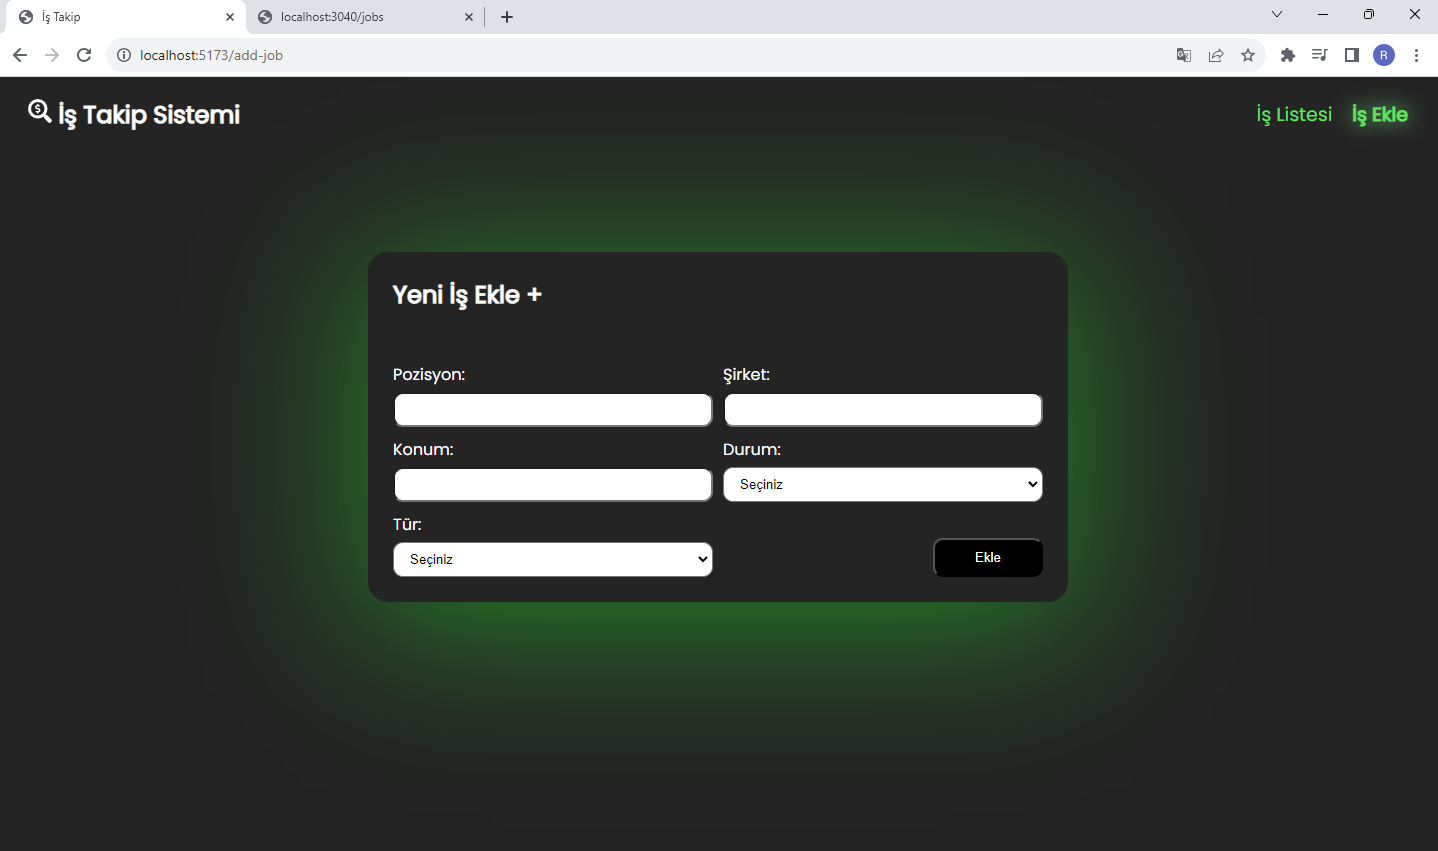 İş Takip
localhost:3040/jobs
localhost:5173/add-job
R
İş Takip Sistemi
İş Listesi
İş Ekle
Yeni İş Ekle +
Pozisyon:
Şirket:
Konum:
Durum:
Seçiniz
Tür:
Seçiniz
Ekle